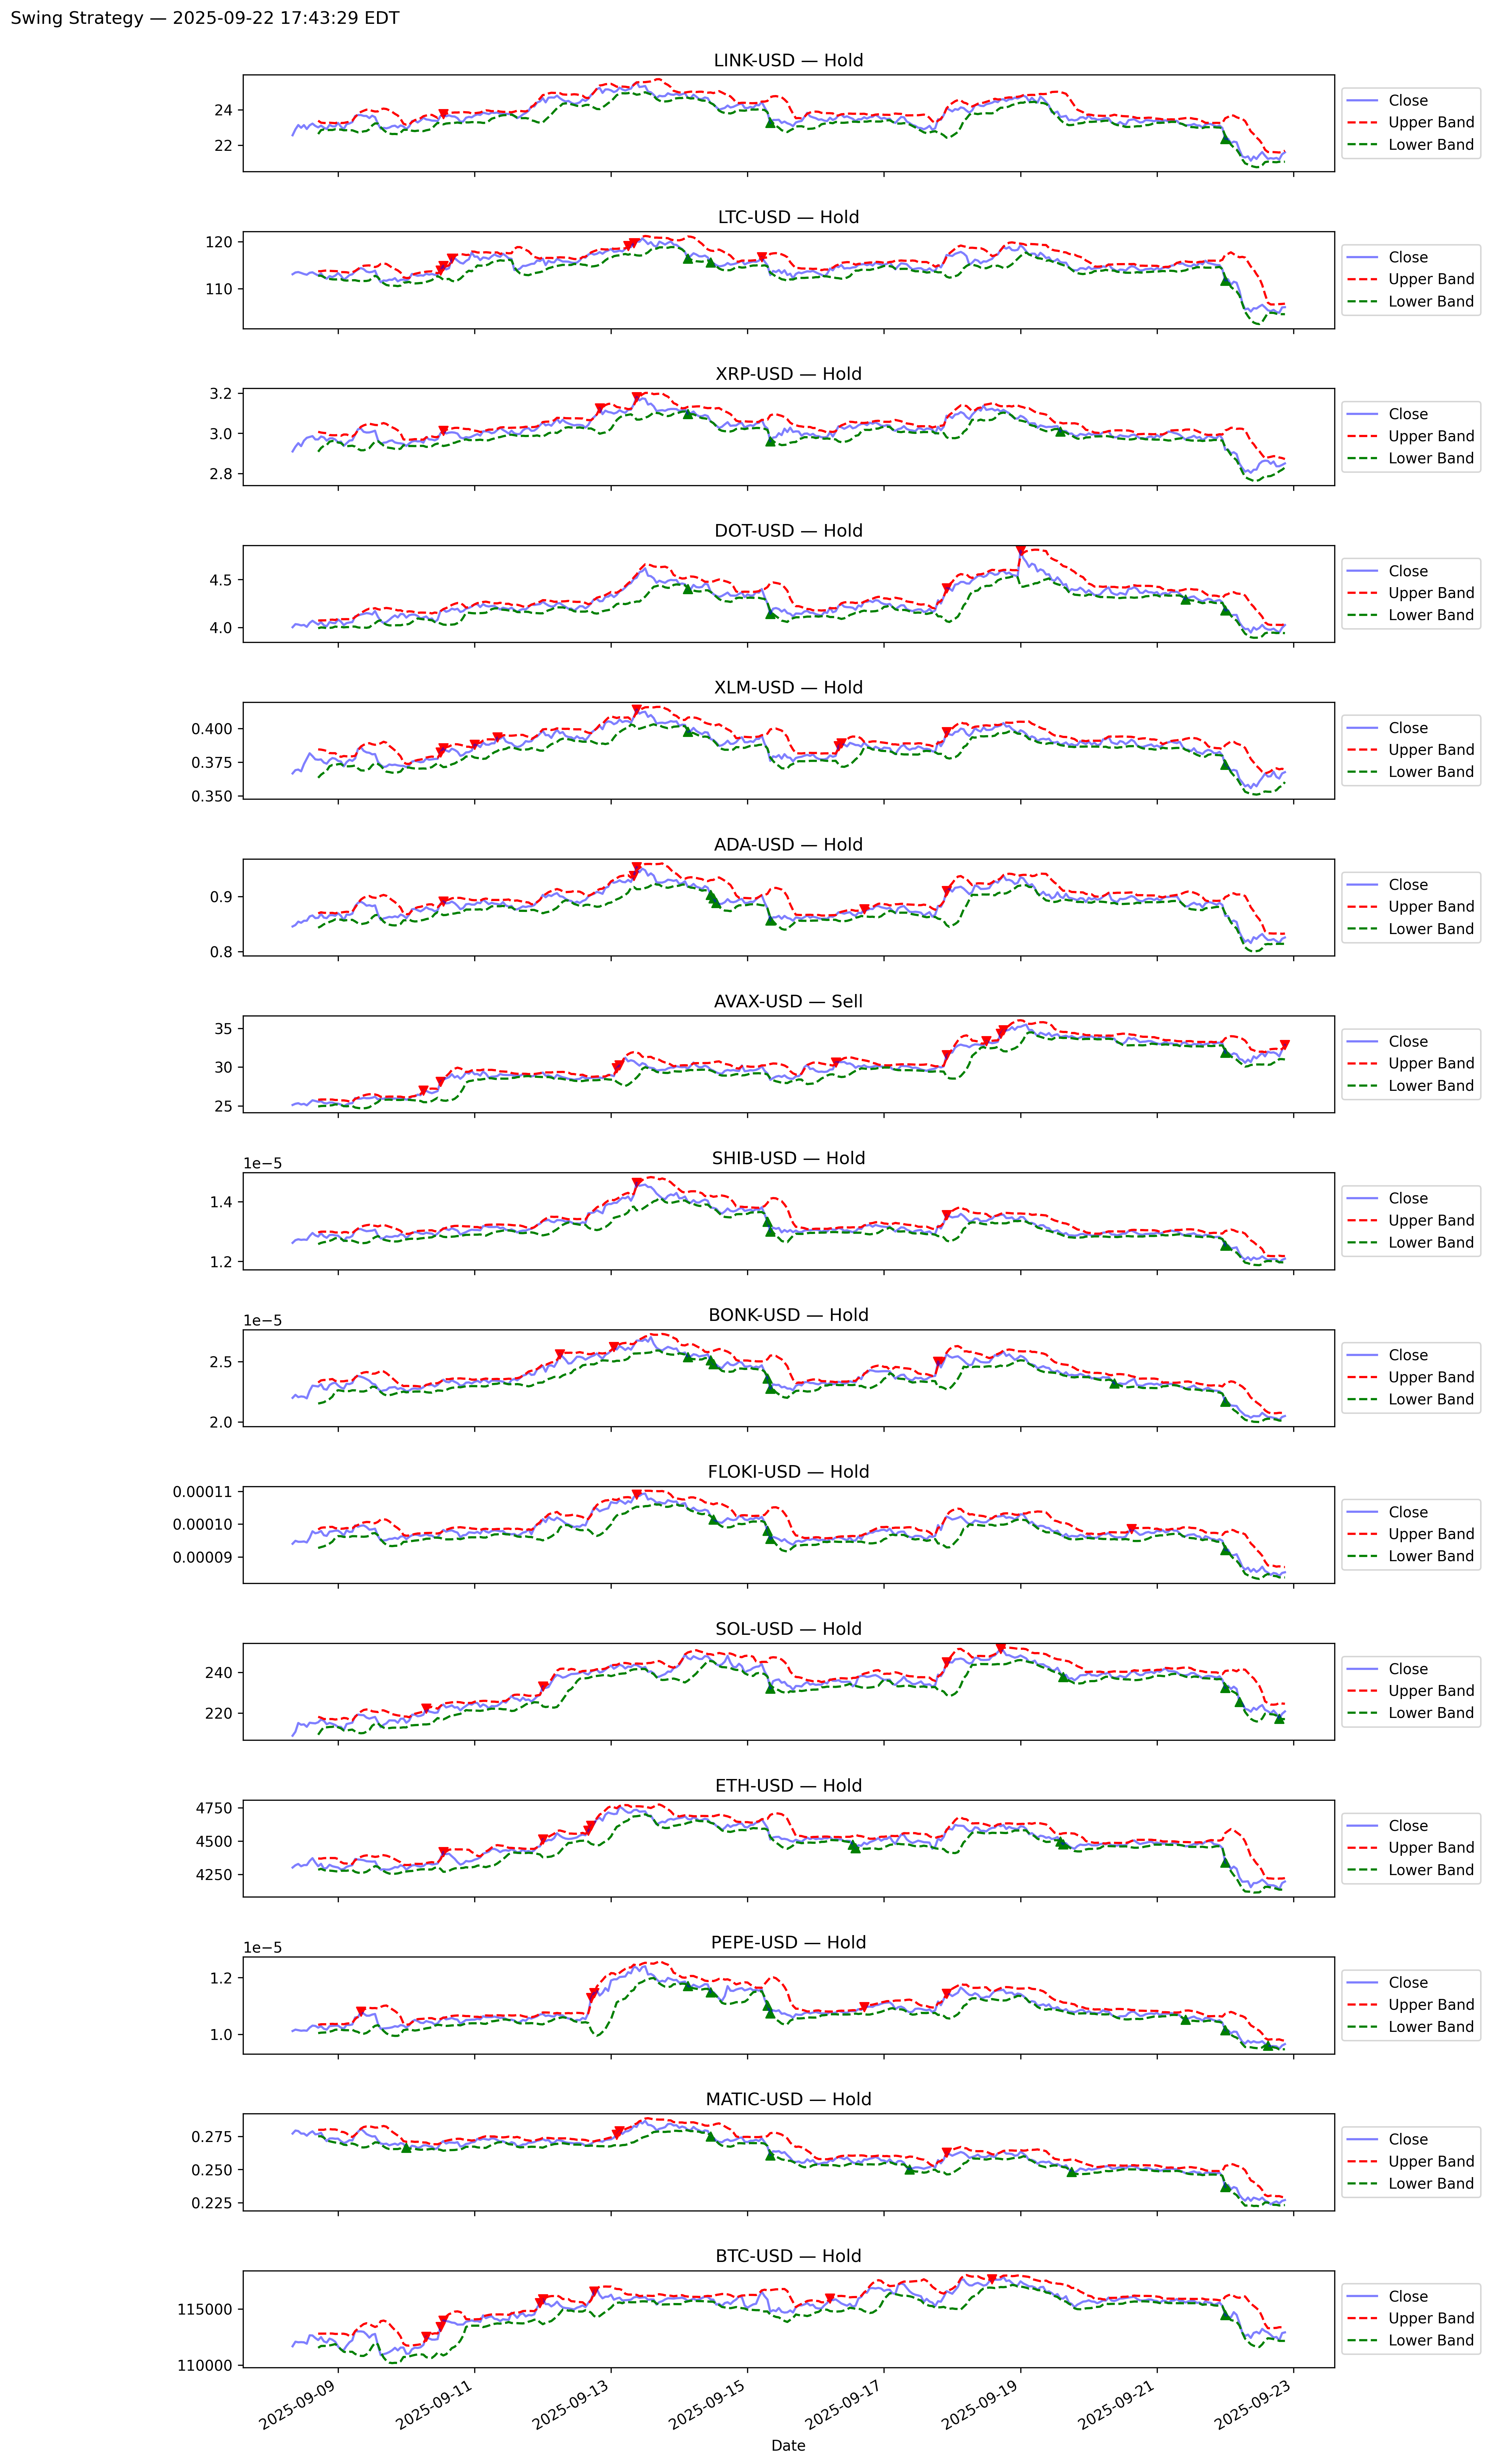 Swing Strategy — 2025-09-22 17:43:29 EDT
LINK-USD — Hold
24
22
Close
Upper Band
Lower Band
LTC-USD — Hold
120
110
Close
Upper Band
Lower Band
XRP-USD — Hold
3.2
3.0
2.8
Close
Upper Band
Lower Band
DOT-USD — Hold
4.5
4.0
Close
Upper Band
Lower Band
XLM-USD — Hold
0.400
0.375
0.350
Close
Upper Band
Lower Band
ADA-USD — Hold
0.9
0.8
Close
Upper Band
Lower Band
AVAX-USD — Sell
35
30
25
Close
Upper Band
Lower Band
SHIB-USD — Hold
1e−5
1.4
1.2
Close
Upper Band
Lower Band
BONK-USD — Hold
1e−5
2.5
2.0
Close
Upper Band
Lower Band
FLOKI-USD — Hold
0.00011
0.00010
0.00009
Close
Upper Band
Lower Band
SOL-USD — Hold
240
220
Close
Upper Band
Lower Band
ETH-USD — Hold
4750
4500
4250
Close
Upper Band
Lower Band
PEPE-USD — Hold
1e−5
1.2
1.0
Close
Upper Band
Lower Band
MATIC-USD — Hold
0.275
0.250
0.225
Close
Upper Band
Lower Band
BTC-USD — Hold
115000
110000
Close
Upper Band
Lower Band
2025-09-09
2025-09-11
2025-09-13
2025-09-15
2025-09-17
2025-09-19
2025-09-21
2025-09-23
Date